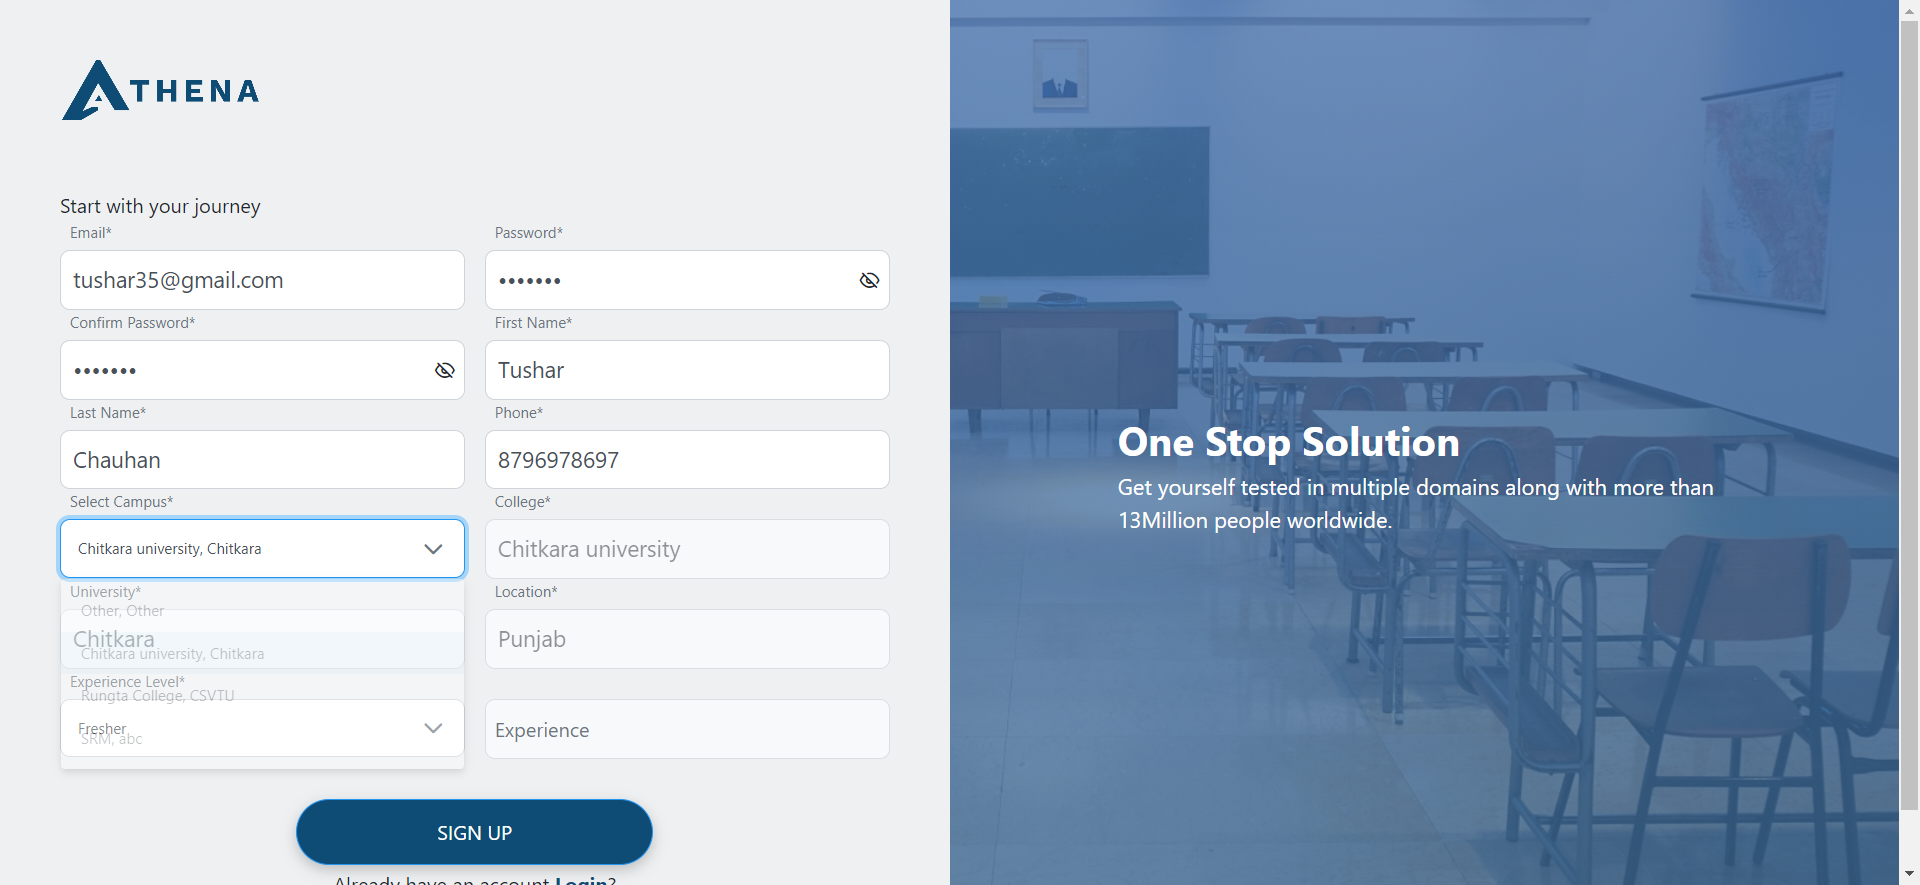 ATHENA
Start with your journey
Email*
Password*
tushar35@gmail.com
•••••••
Confirm Password*
First Name*
•••••••
Tushar
Last Name*
Phone*
Chauhan
8796978697
Select Campus*
College*
Chitkara university, Chitkara
Chitkara university
University*
Location*
Other, Other
Chitkara
Punjab
Chitkara university, Chitkara
Experience Level*
Rungta College, CSVTU
Fresher
Experience
SRM, abc
SIGN UP
Already have an account Login?
One Stop Solution
Get yourself tested in multiple domains along with more than
13Million people worldwide.